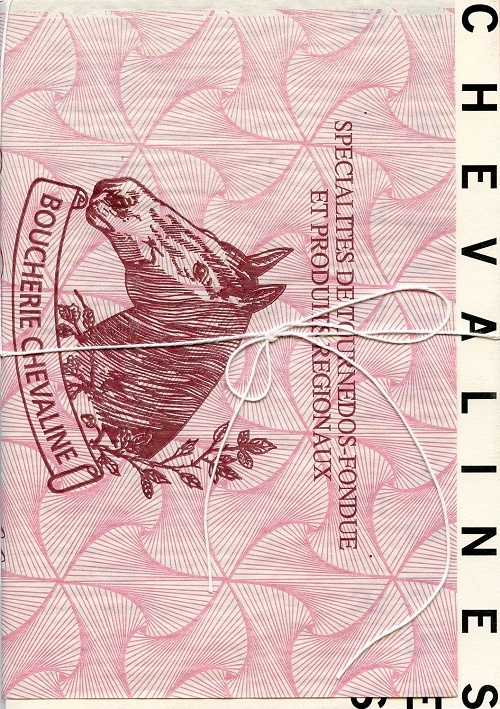 CHEVALINES
SPECIALITES DE TOURNEDOS-FONDUE
ET PRODUITS REGIONAUX
BOUCHERIE CHEVALINE